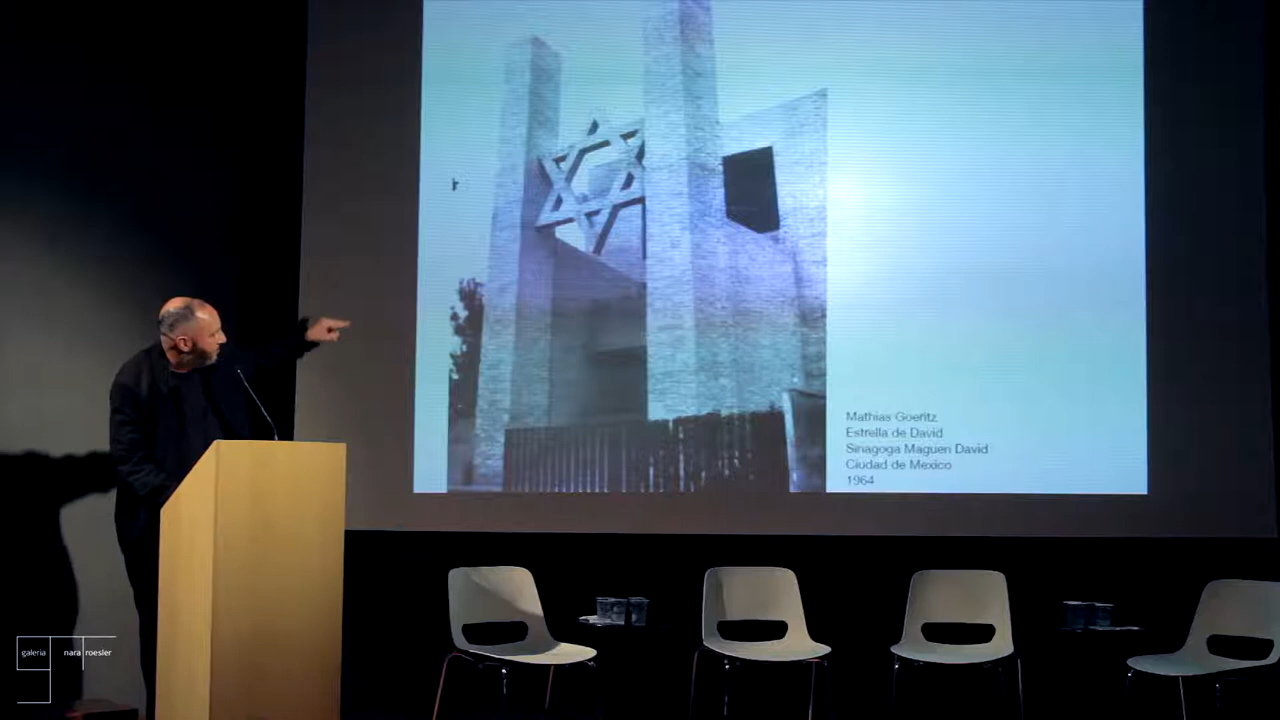 Mathias Goeritz
Estrella de David
Sinagoga Maguen David
Ciudad de Mexico
1964
galeria nara roesler